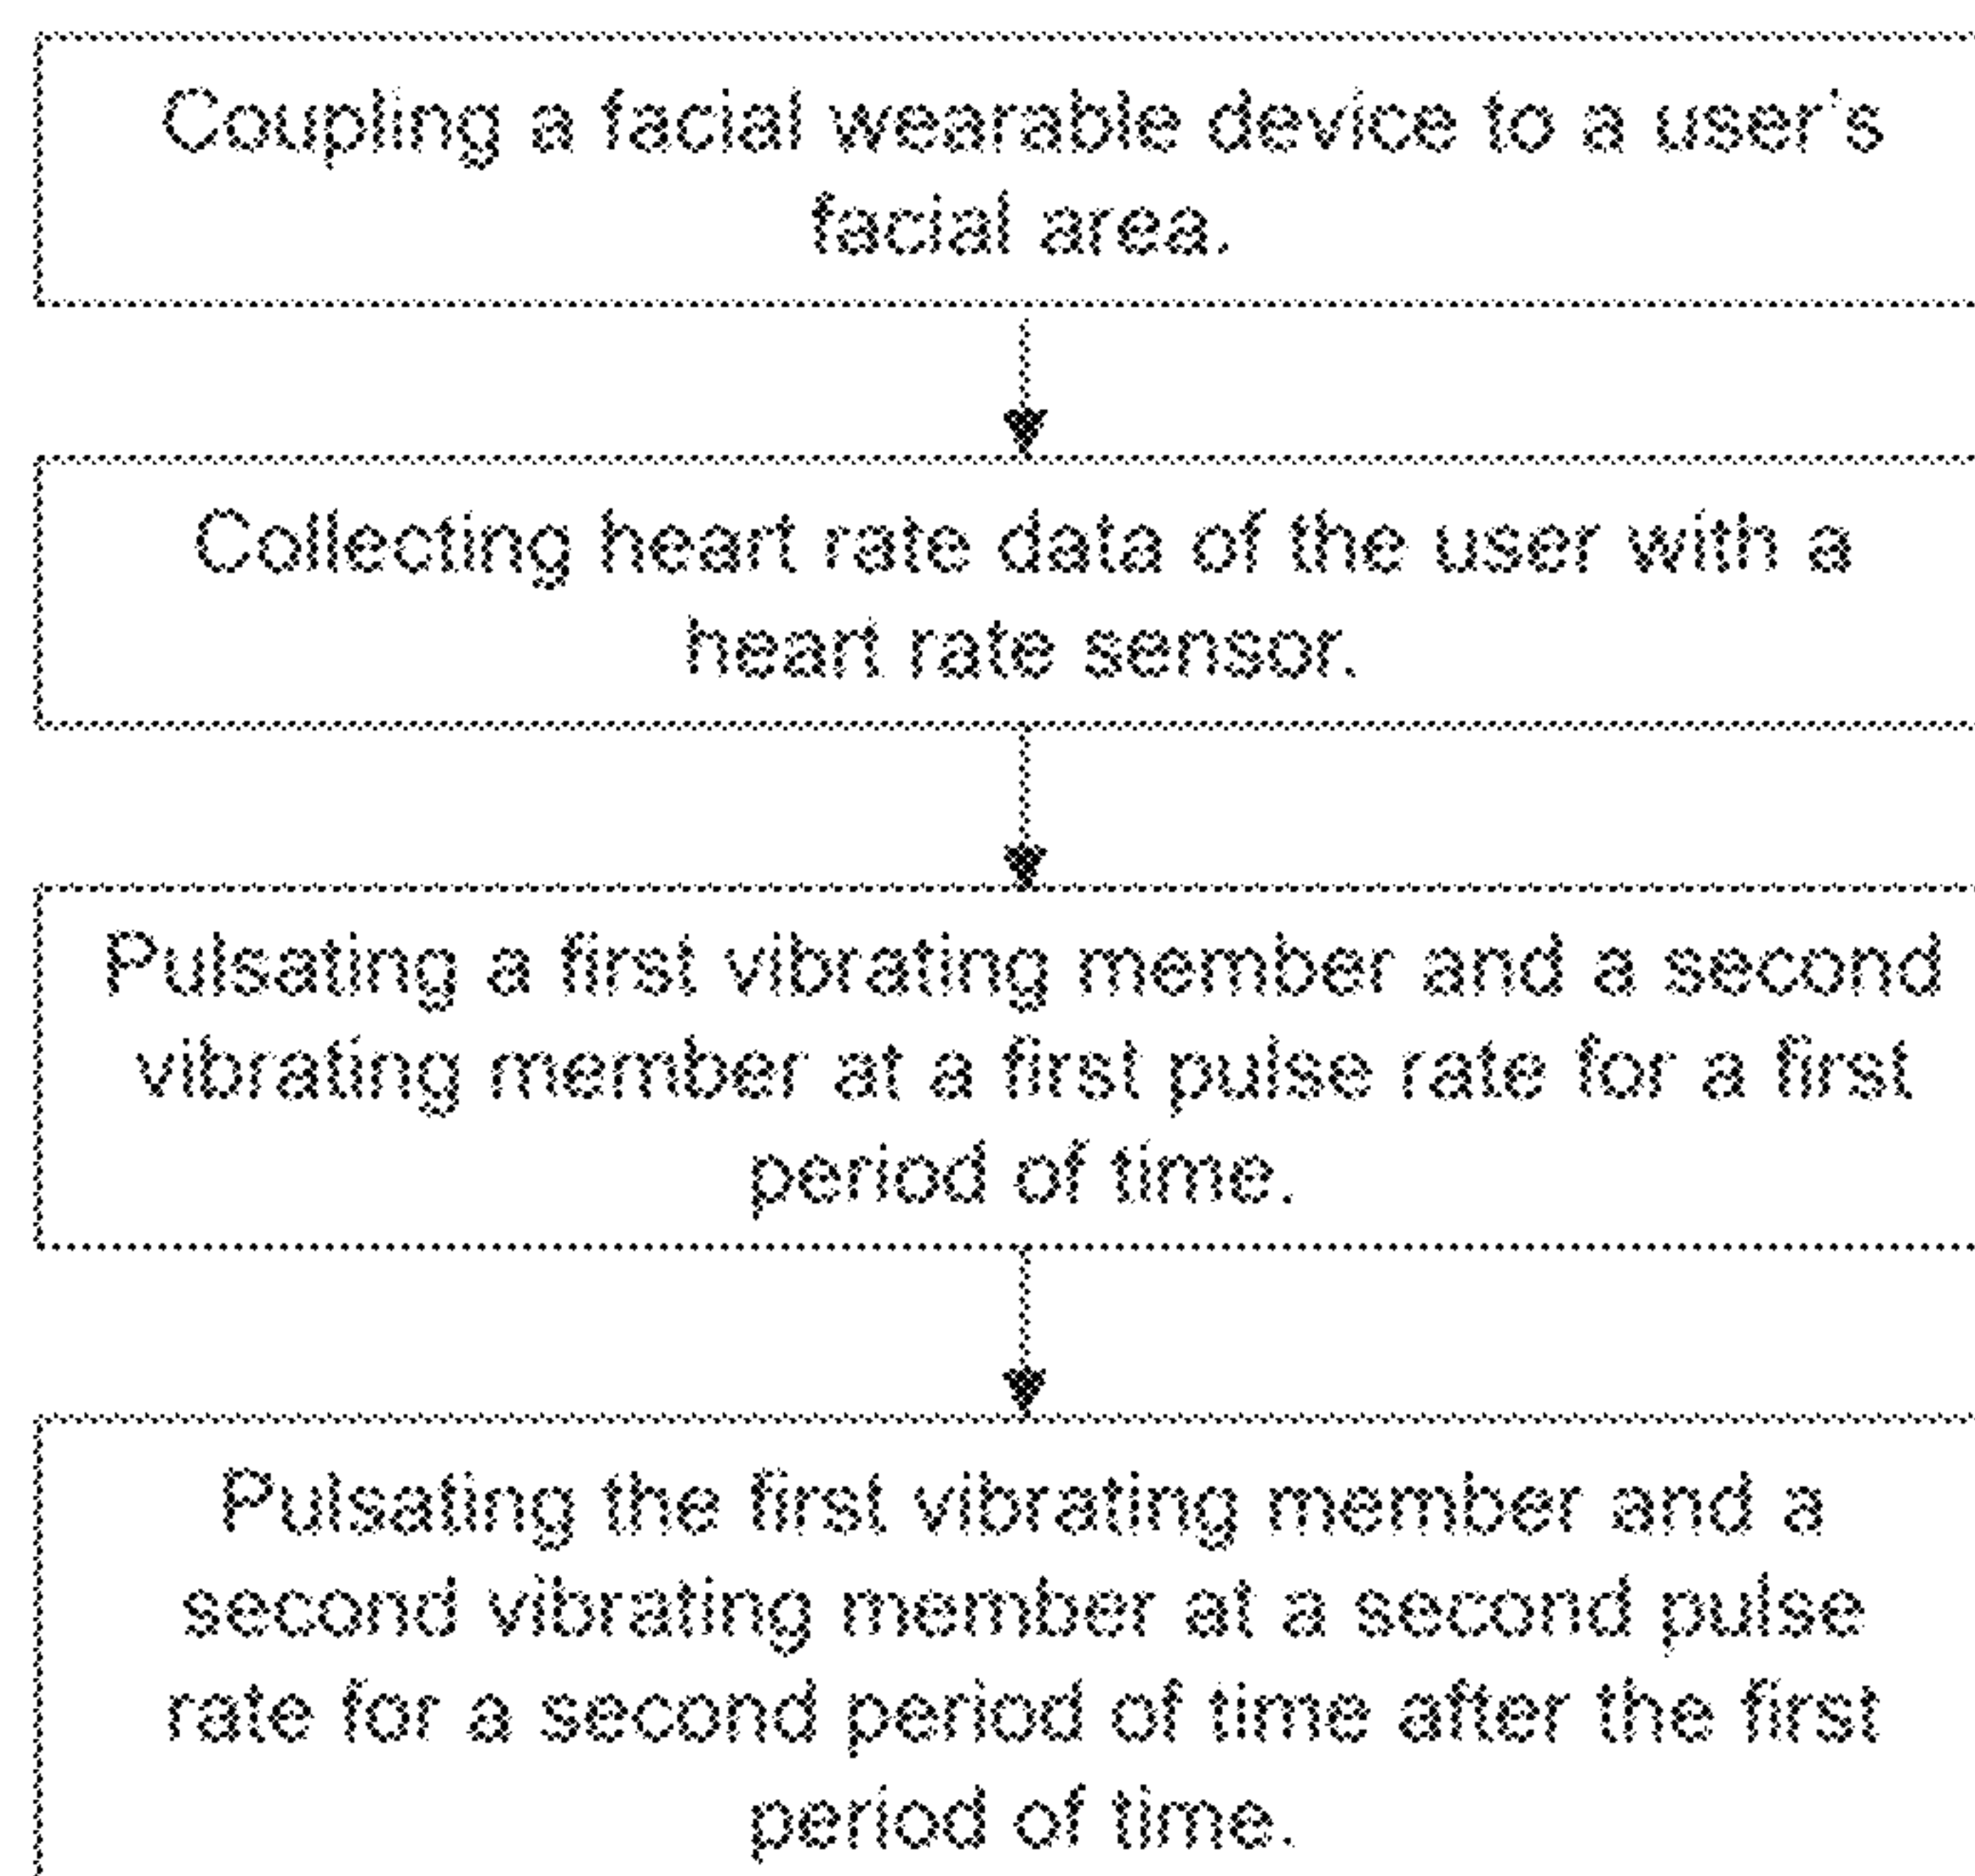 Coupling a facial wearable device to a user's
facial area.
Collecting heart rate data of the user with a
heart rate sensor.
Pulsating a first vibrating member and a second
vibrating member at a first pulse rate for a first
period of time.
Pulsating the first vibrating member and a
second vibrating member at a second pulse
rate for a second period of time after the first
period of time.